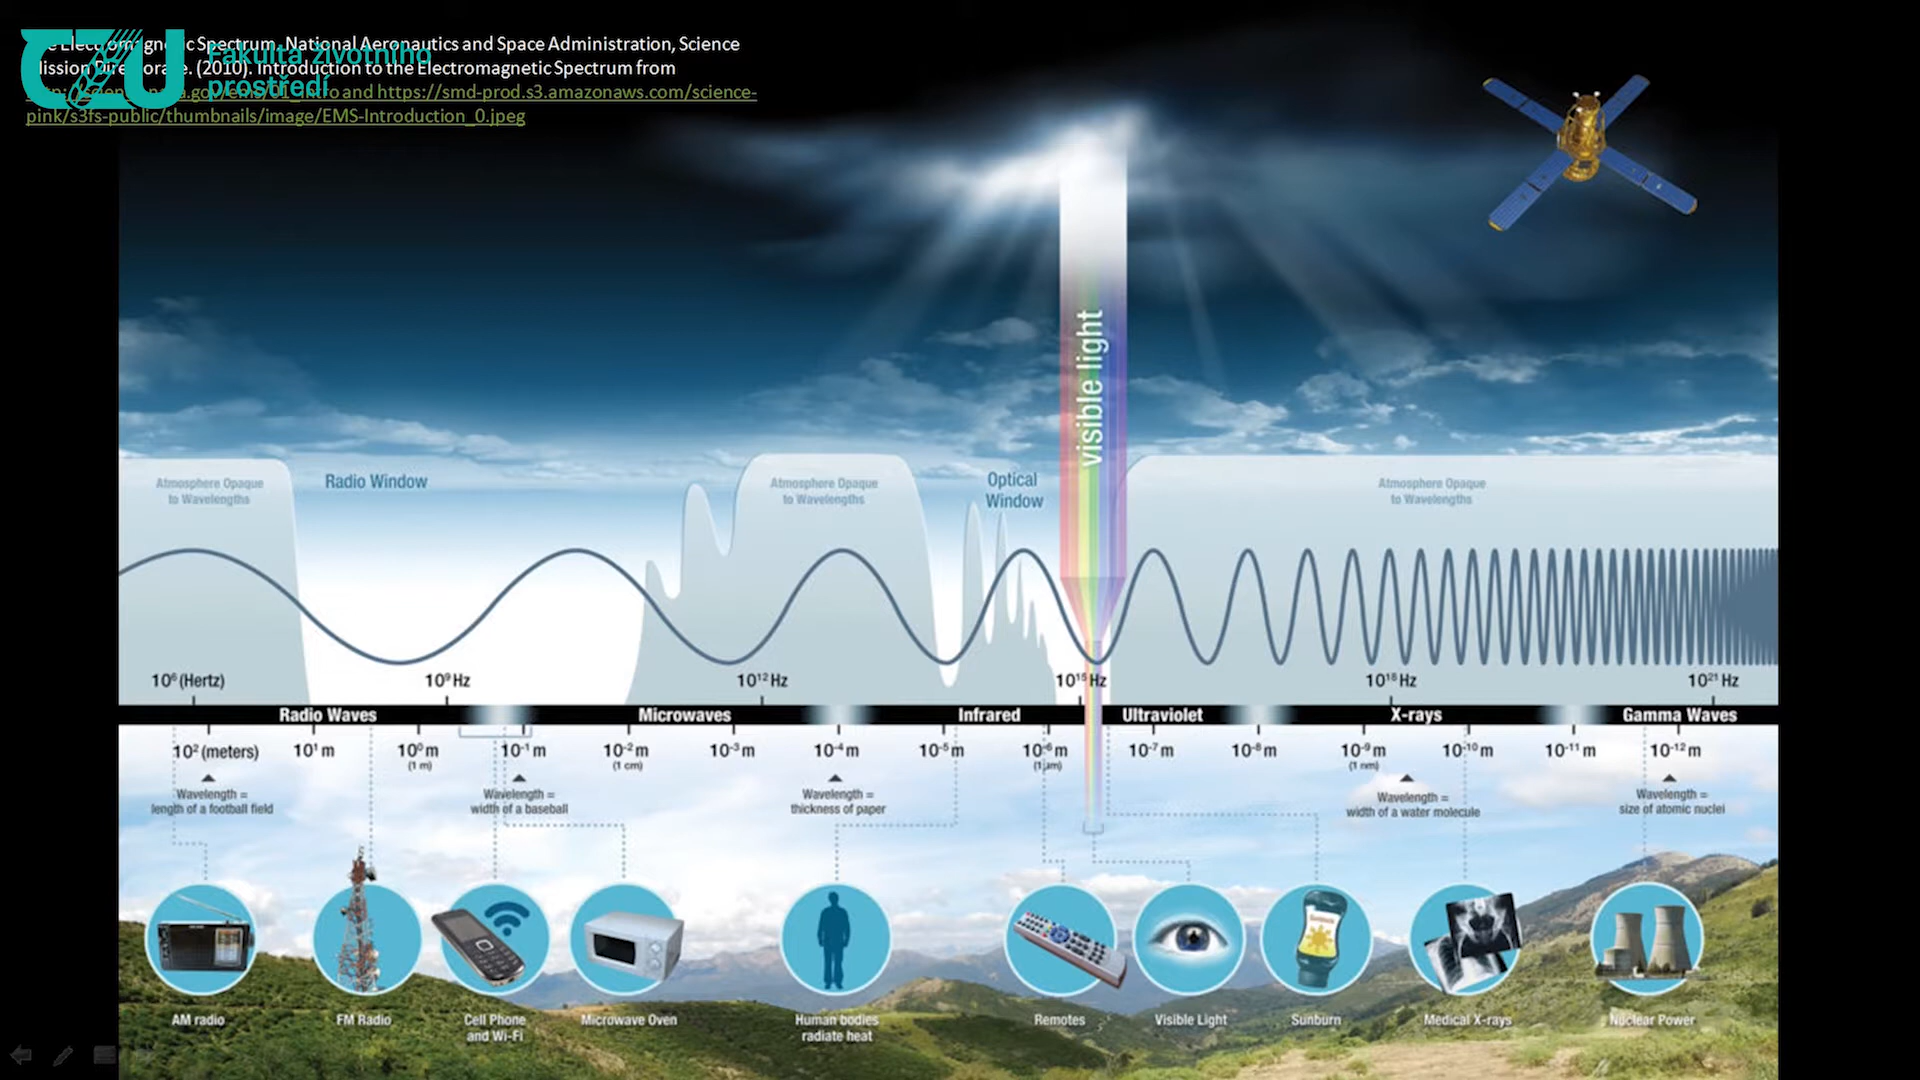 Electromagnetic Spectrum. National Aeronautics and Space Administration, Science
Mission Directorate. (2010). Introduction to the Electromagnetic Spectrum from
and https://smd-prod.s3.amazonaws.com/science-
pink/s3fs-public/thumbnails/image/EMS-Introduction_0.jpeg
CZU
Fakulta životního
prostředí
visible light
Atmosphere Opaque
to Wavelengths
Radio Window
Atmosphere Opaque
to Wavelengths
Optical
Window
Atmosphere Opaque
to Wavelengths
10⁶ (Hertz)
10⁹ Hz
10¹² Hz
10¹⁵ Hz
10¹⁸ Hz
10²¹ Hz
Radio Waves
Microwaves
Infrared
Ultraviolet
X-rays
Gamma Waves
10² (meters)
10¹ m
10⁰ m
(1 m)
10⁻¹ m
10⁻² m
(1 cm)
10⁻³ m
10⁻⁴ m
10⁻⁵ m
10⁻⁶ m
(1 µm)
10⁻⁷ m
10⁻⁸ m
10⁻⁹ m
(1 nm)
10⁻¹⁰ m
10⁻¹¹ m
10⁻¹² m
Wavelength =
length of a football field
Wavelength =
width of a baseball
Wavelength =
thickness of paper
Wavelength =
width of a water molecule
Wavelength =
size of atomic nuclei
AM radio
FM Radio
Cell Phone
and Wi-Fi
Microwave Oven
Human bodies
radiate heat
Remotes
Visible Light
Sunburn
Medical X-rays
Nuclear Power